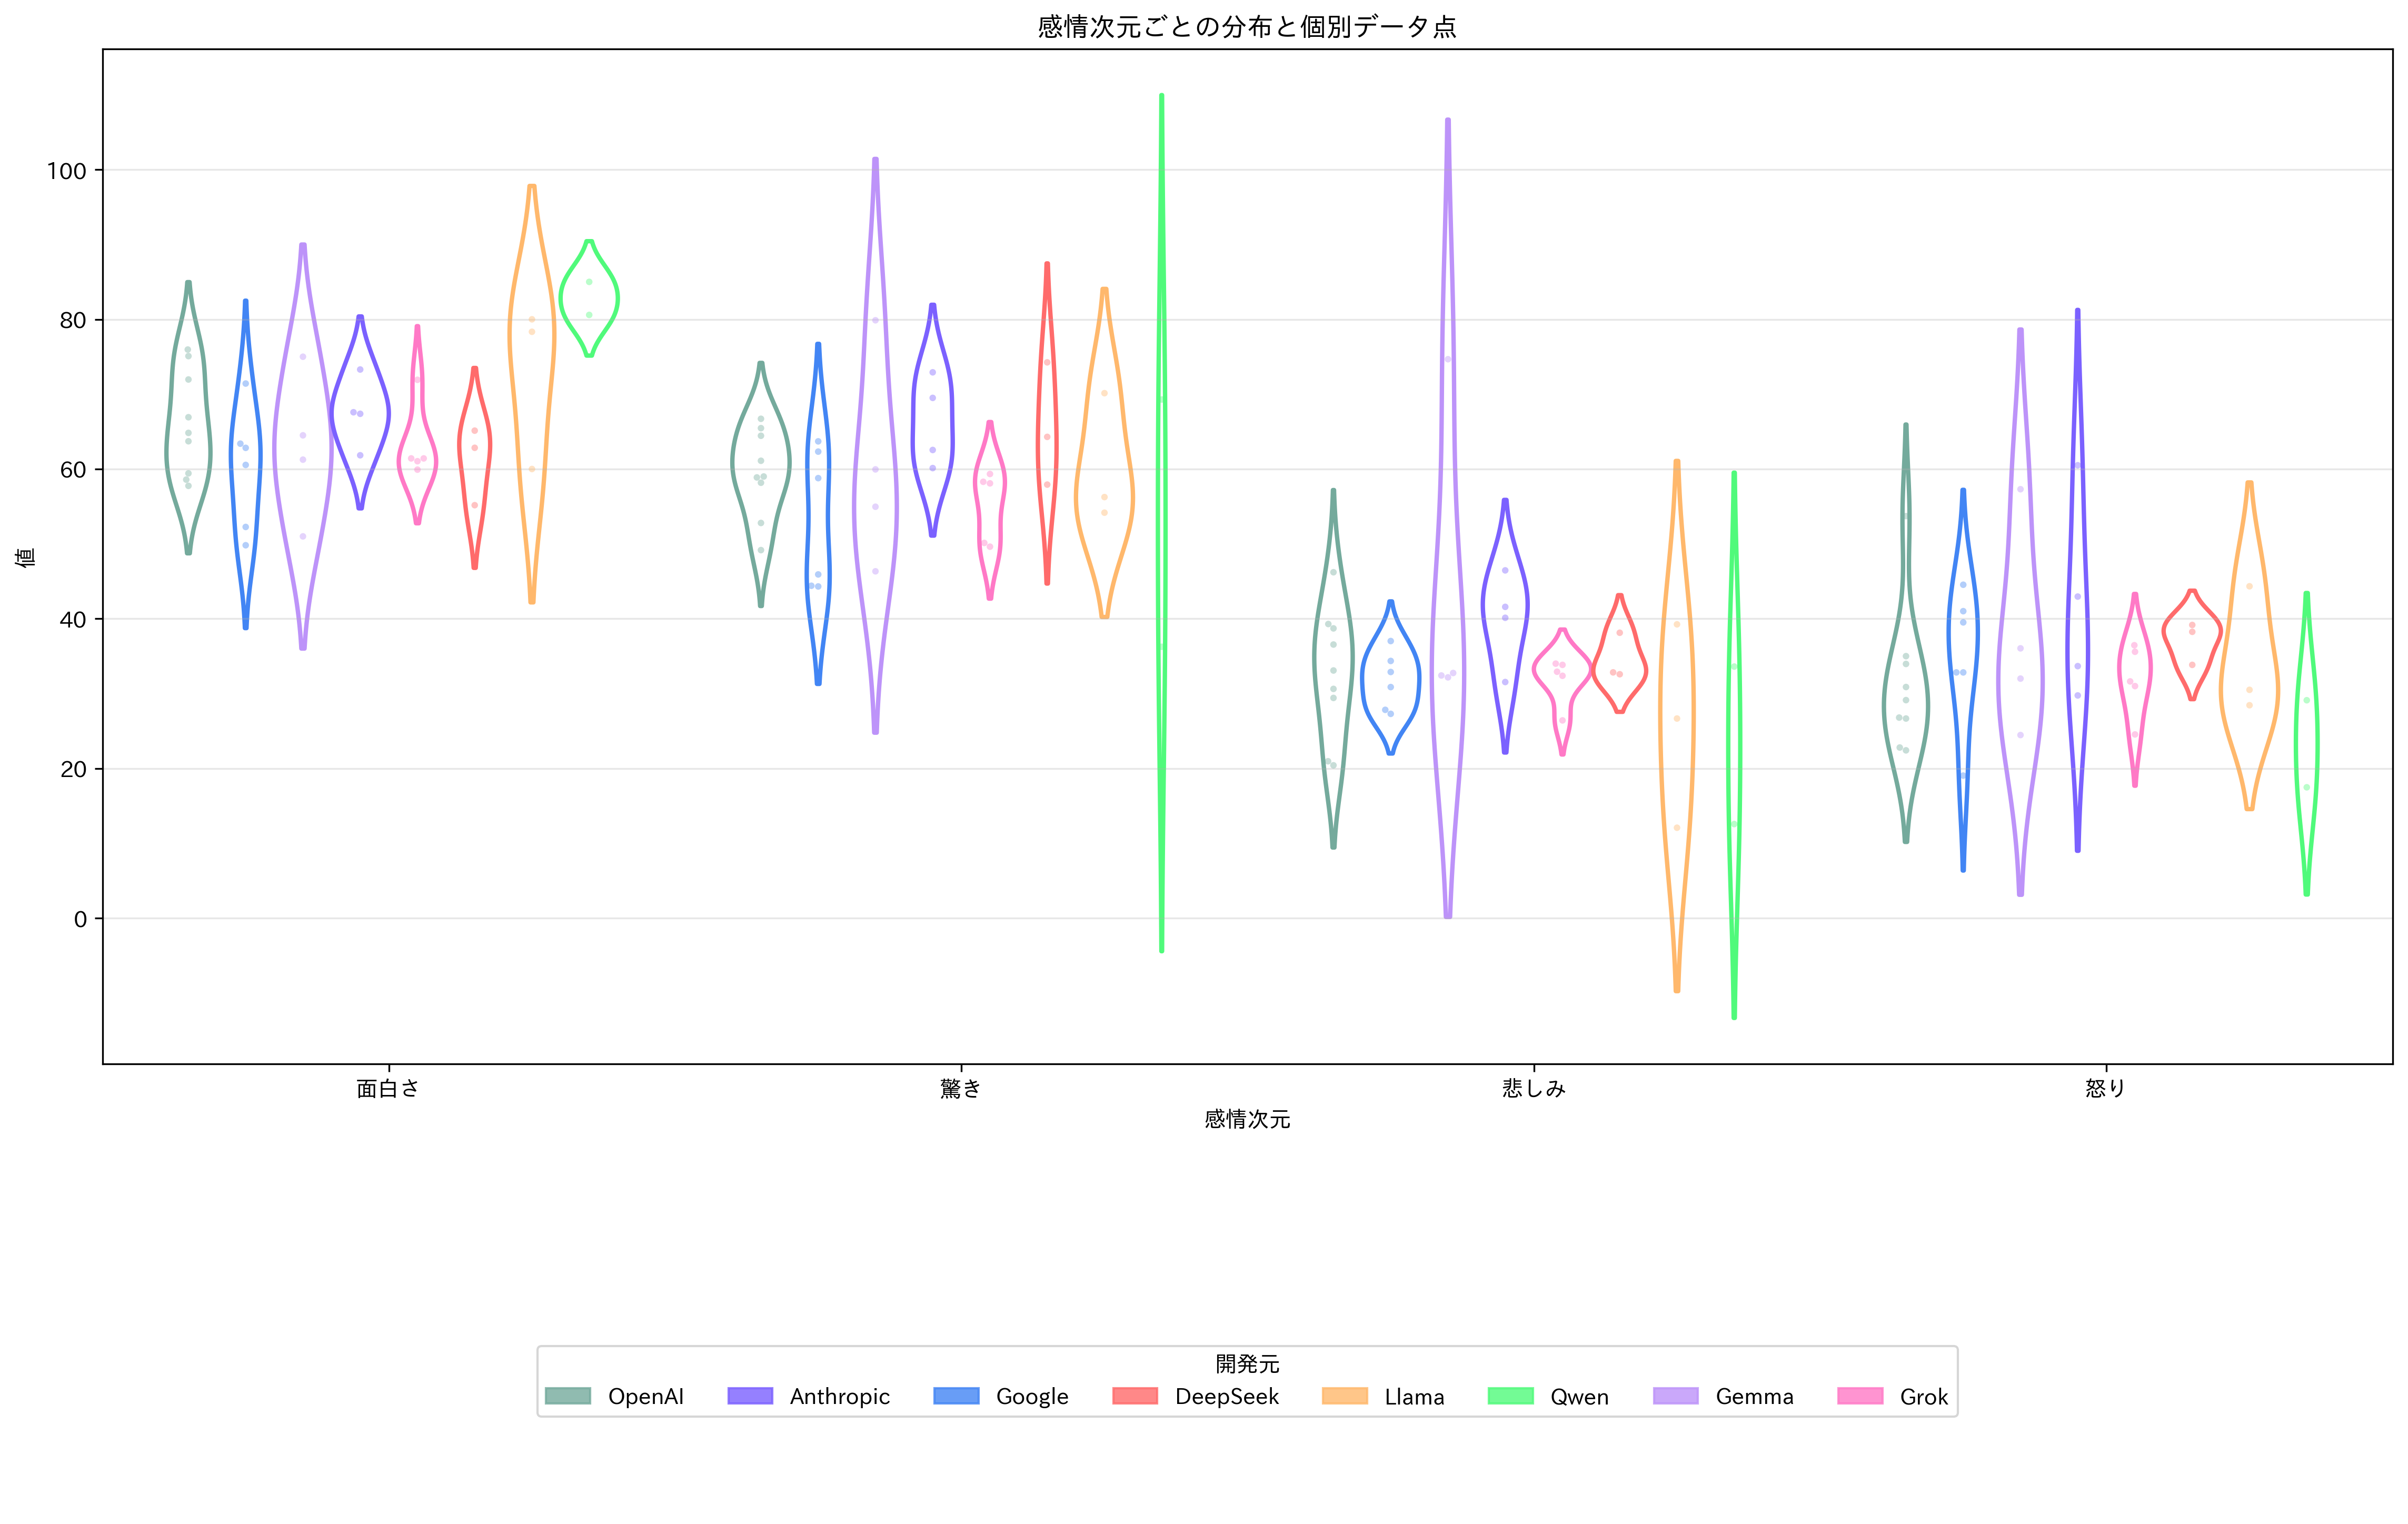 感情次元ごとの分布と個別データ点
100
80
60
40
20
0
値
面白さ 驚き 悲しみ 怒り
感情次元
開発元
OpenAI Anthropic Google DeepSeek Llama Qwen Gemma Grok